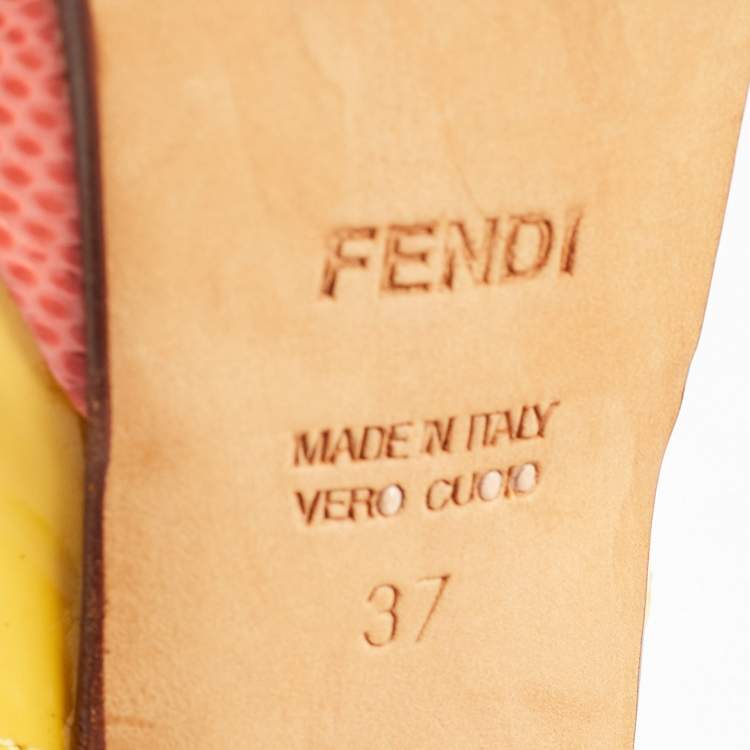 FENDI
MADE IN ITALY
VERO CUOIO
37